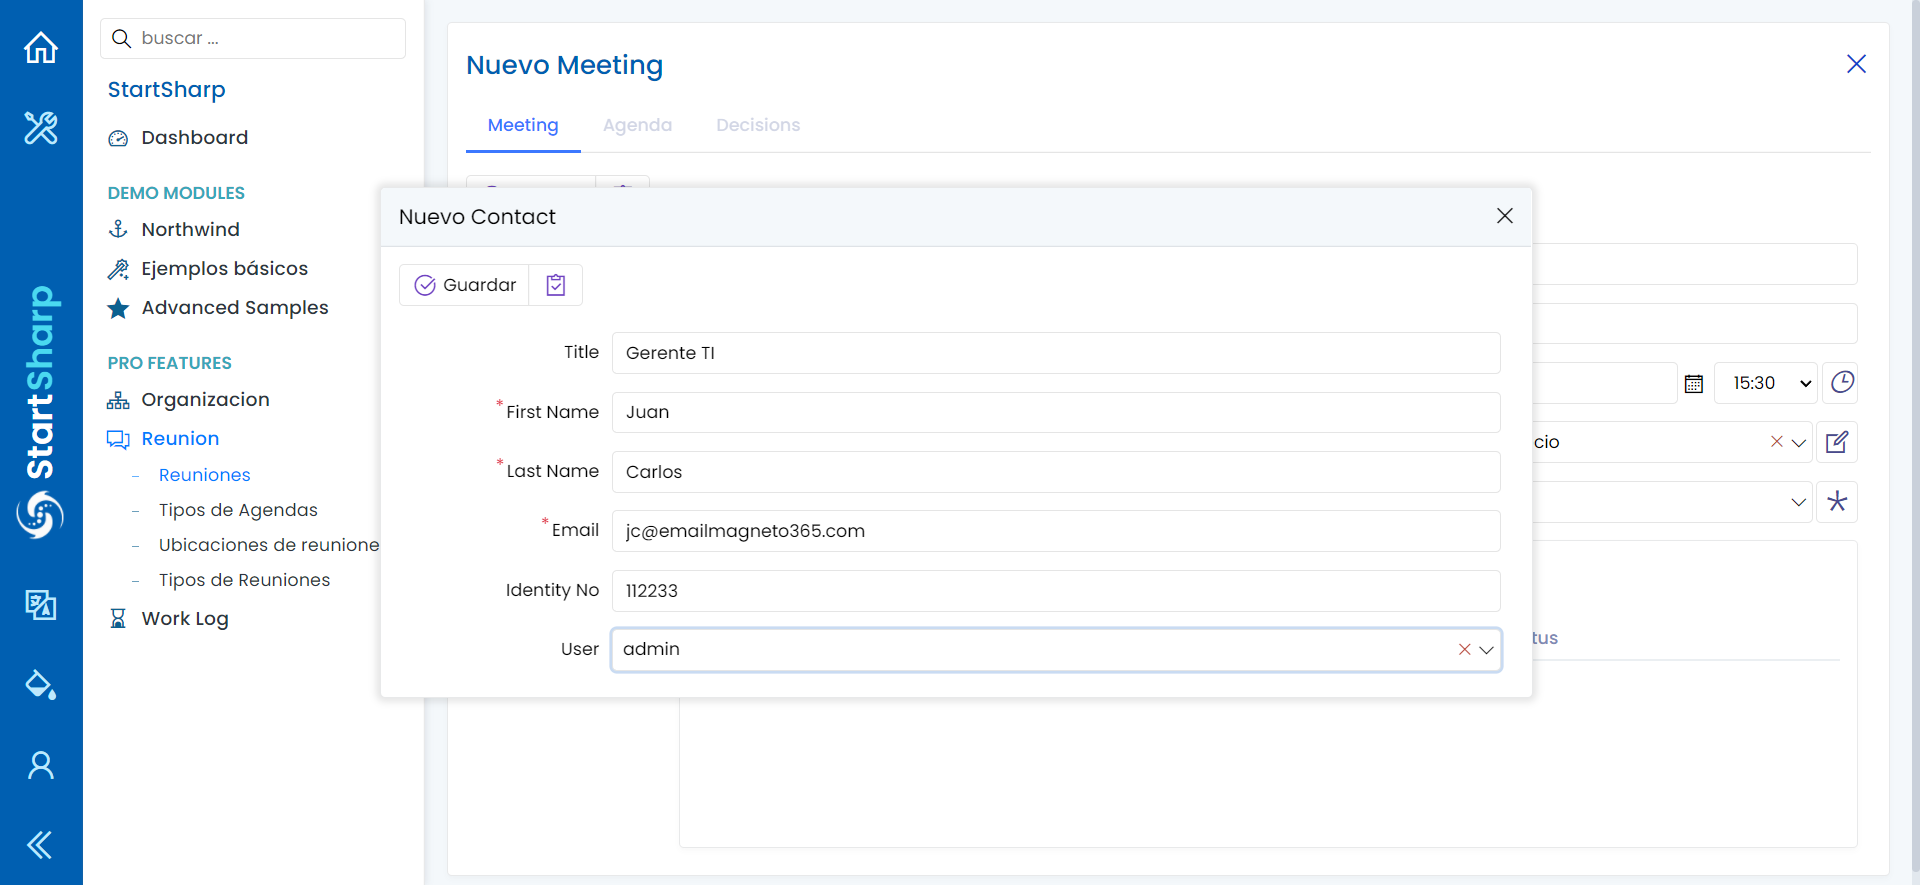 buscar ...
StartSharp
Dashboard
DEMO MODULES
Northwind
Ejemplos básicos
Advanced Samples
PRO FEATURES
Organizacion
Reunion
Reuniones
Tipos de Agendas
Ubicaciones de reunione
Tipos de Reuniones
Work Log
StartSharp
Nuevo Meeting
Meeting
Agenda
Decisions
Nuevo Contact
Guardar
Title
Gerente TI
*First Name
Juan
*Last Name
Carlos
*Email
jc@emailmagneto365.com
Identity No
112233
User
admin
15:30
cio
tus